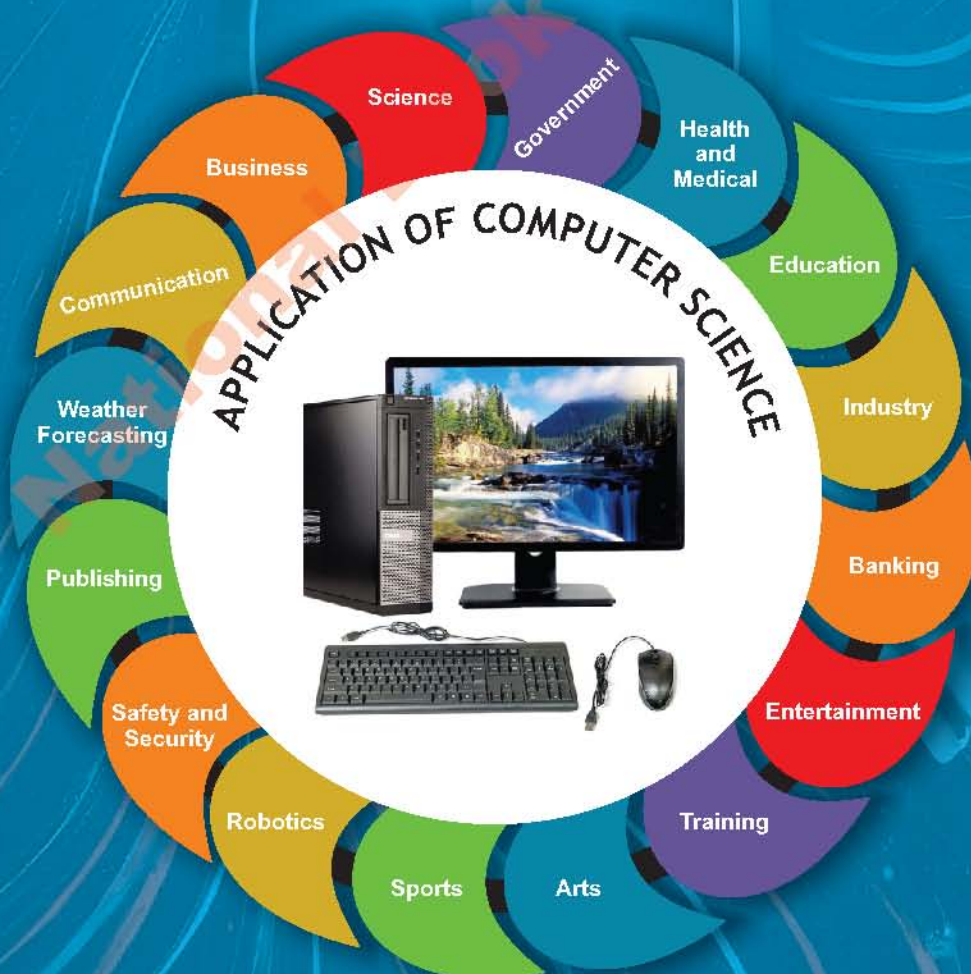 APPLICATION OF COMPUTER SCIENCE
Science
Government
Health
and
Medical
Education
Industry
Banking
Entertainment
Training
Arts
Sports
Robotics
Safety and
Security
Publishing
Weather
Forecasting
Communication
Business
National